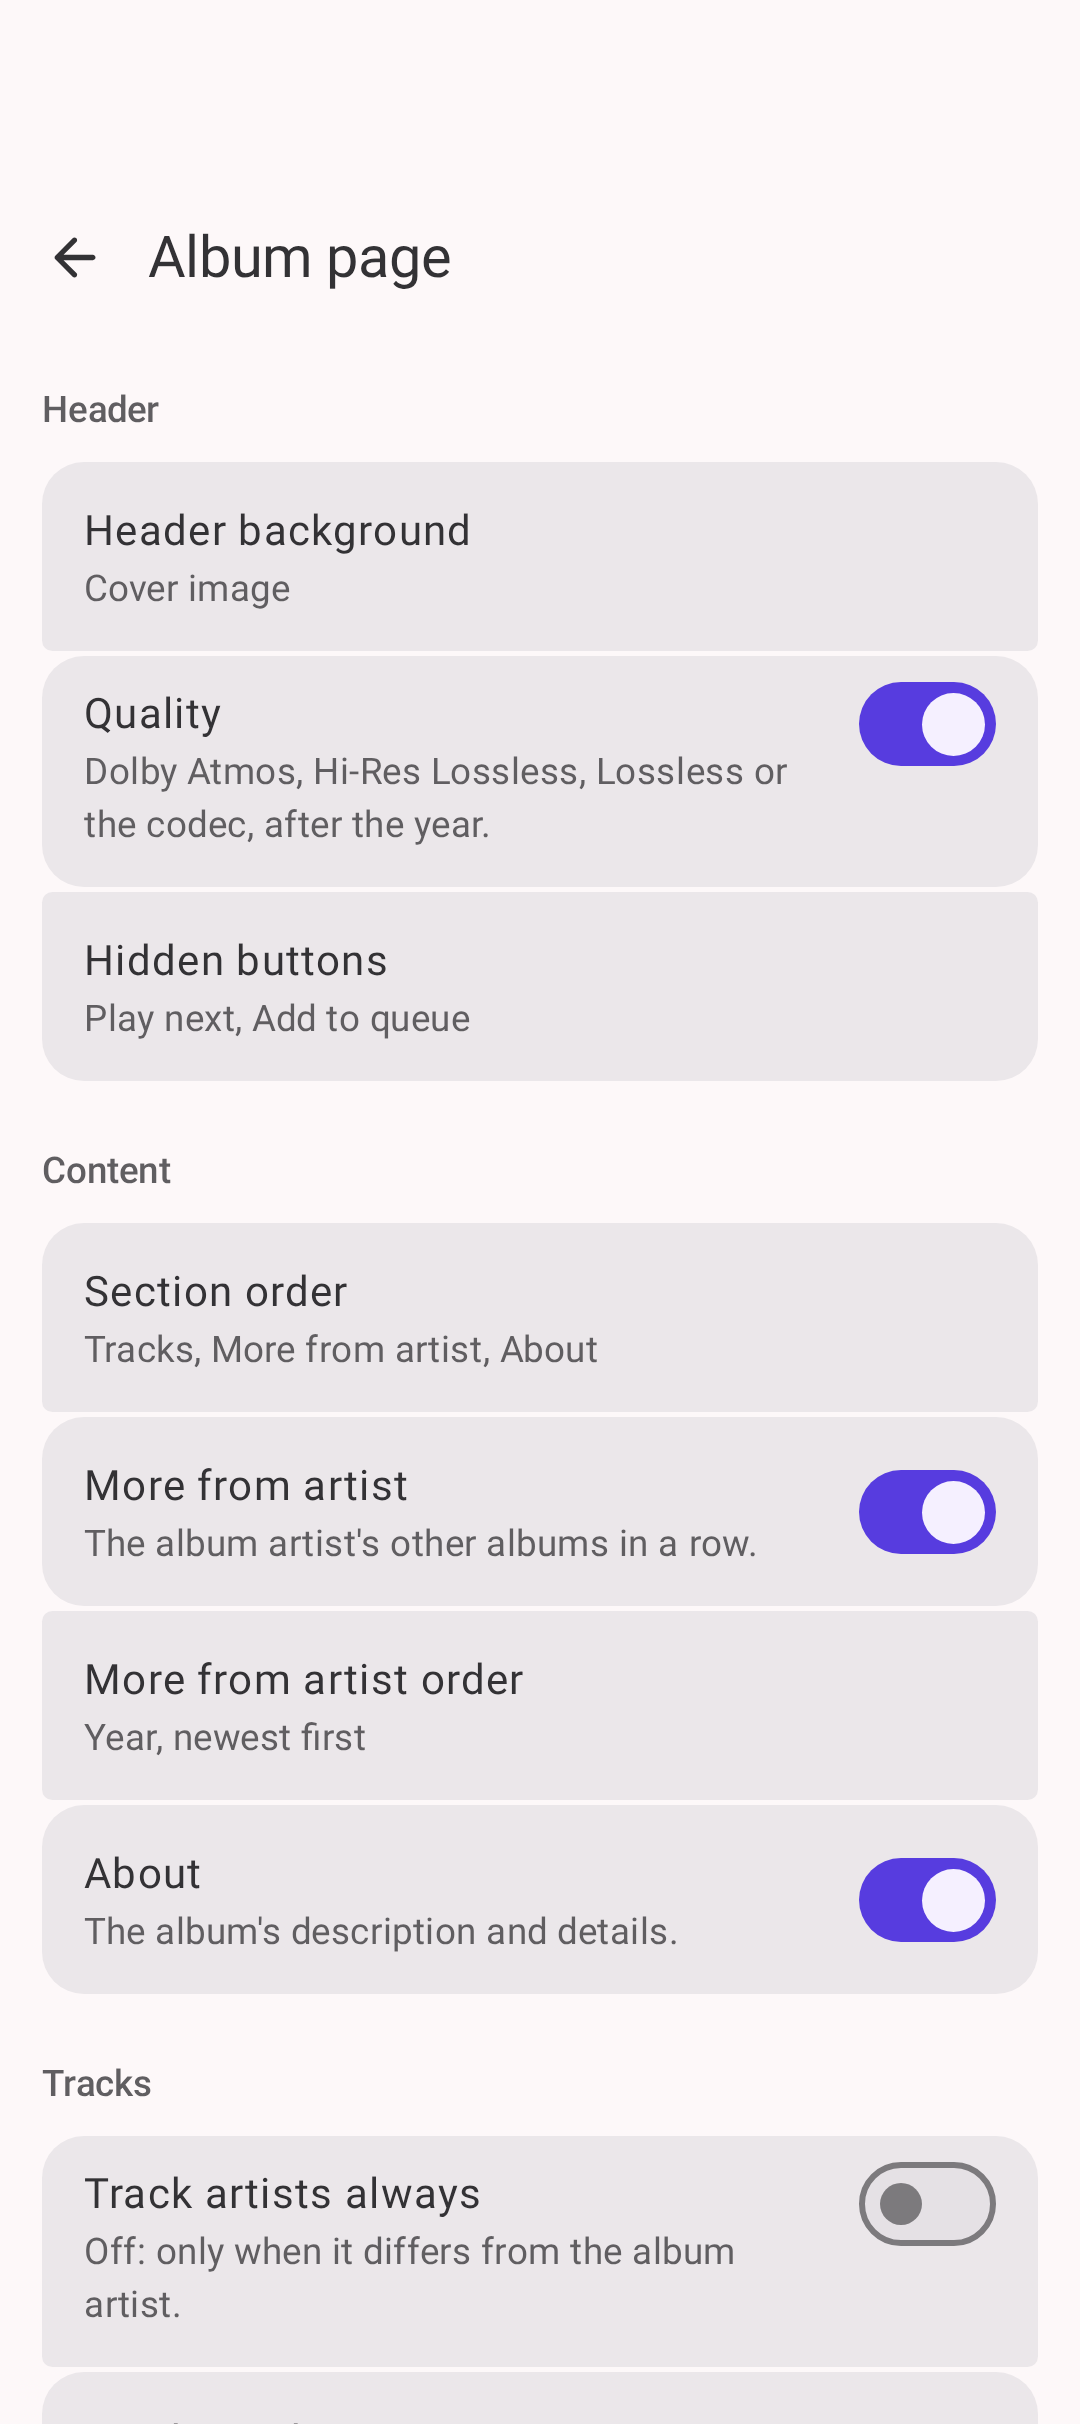 Album page
Header
Header background
Cover image
Quality
Dolby Atmos, Hi-Res Lossless, Lossless or
the codec, after the year.
Hidden buttons
Play next, Add to queue
Content
Section order
Tracks, More from artist, About
More from artist
The album artist's other albums in a row.
More from artist order
Year, newest first
About
The album's description and details.
Tracks
Track artists always
Off: only when it differs from the album
artist.